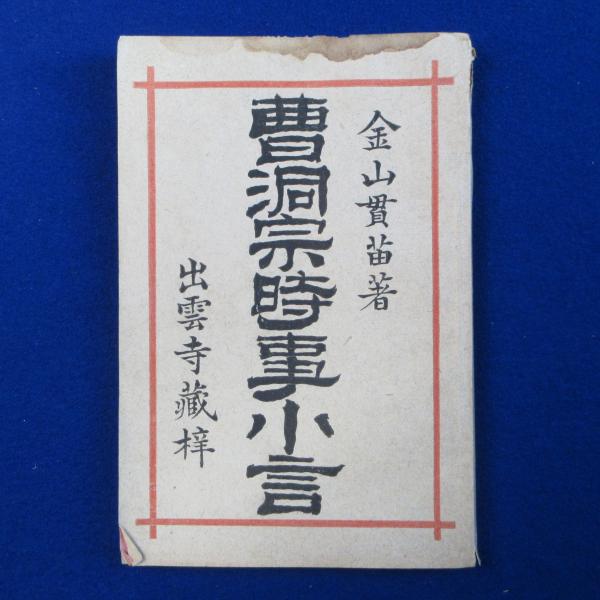 金山貫苗著
曹洞宗時事小言
出雲寺藏梓